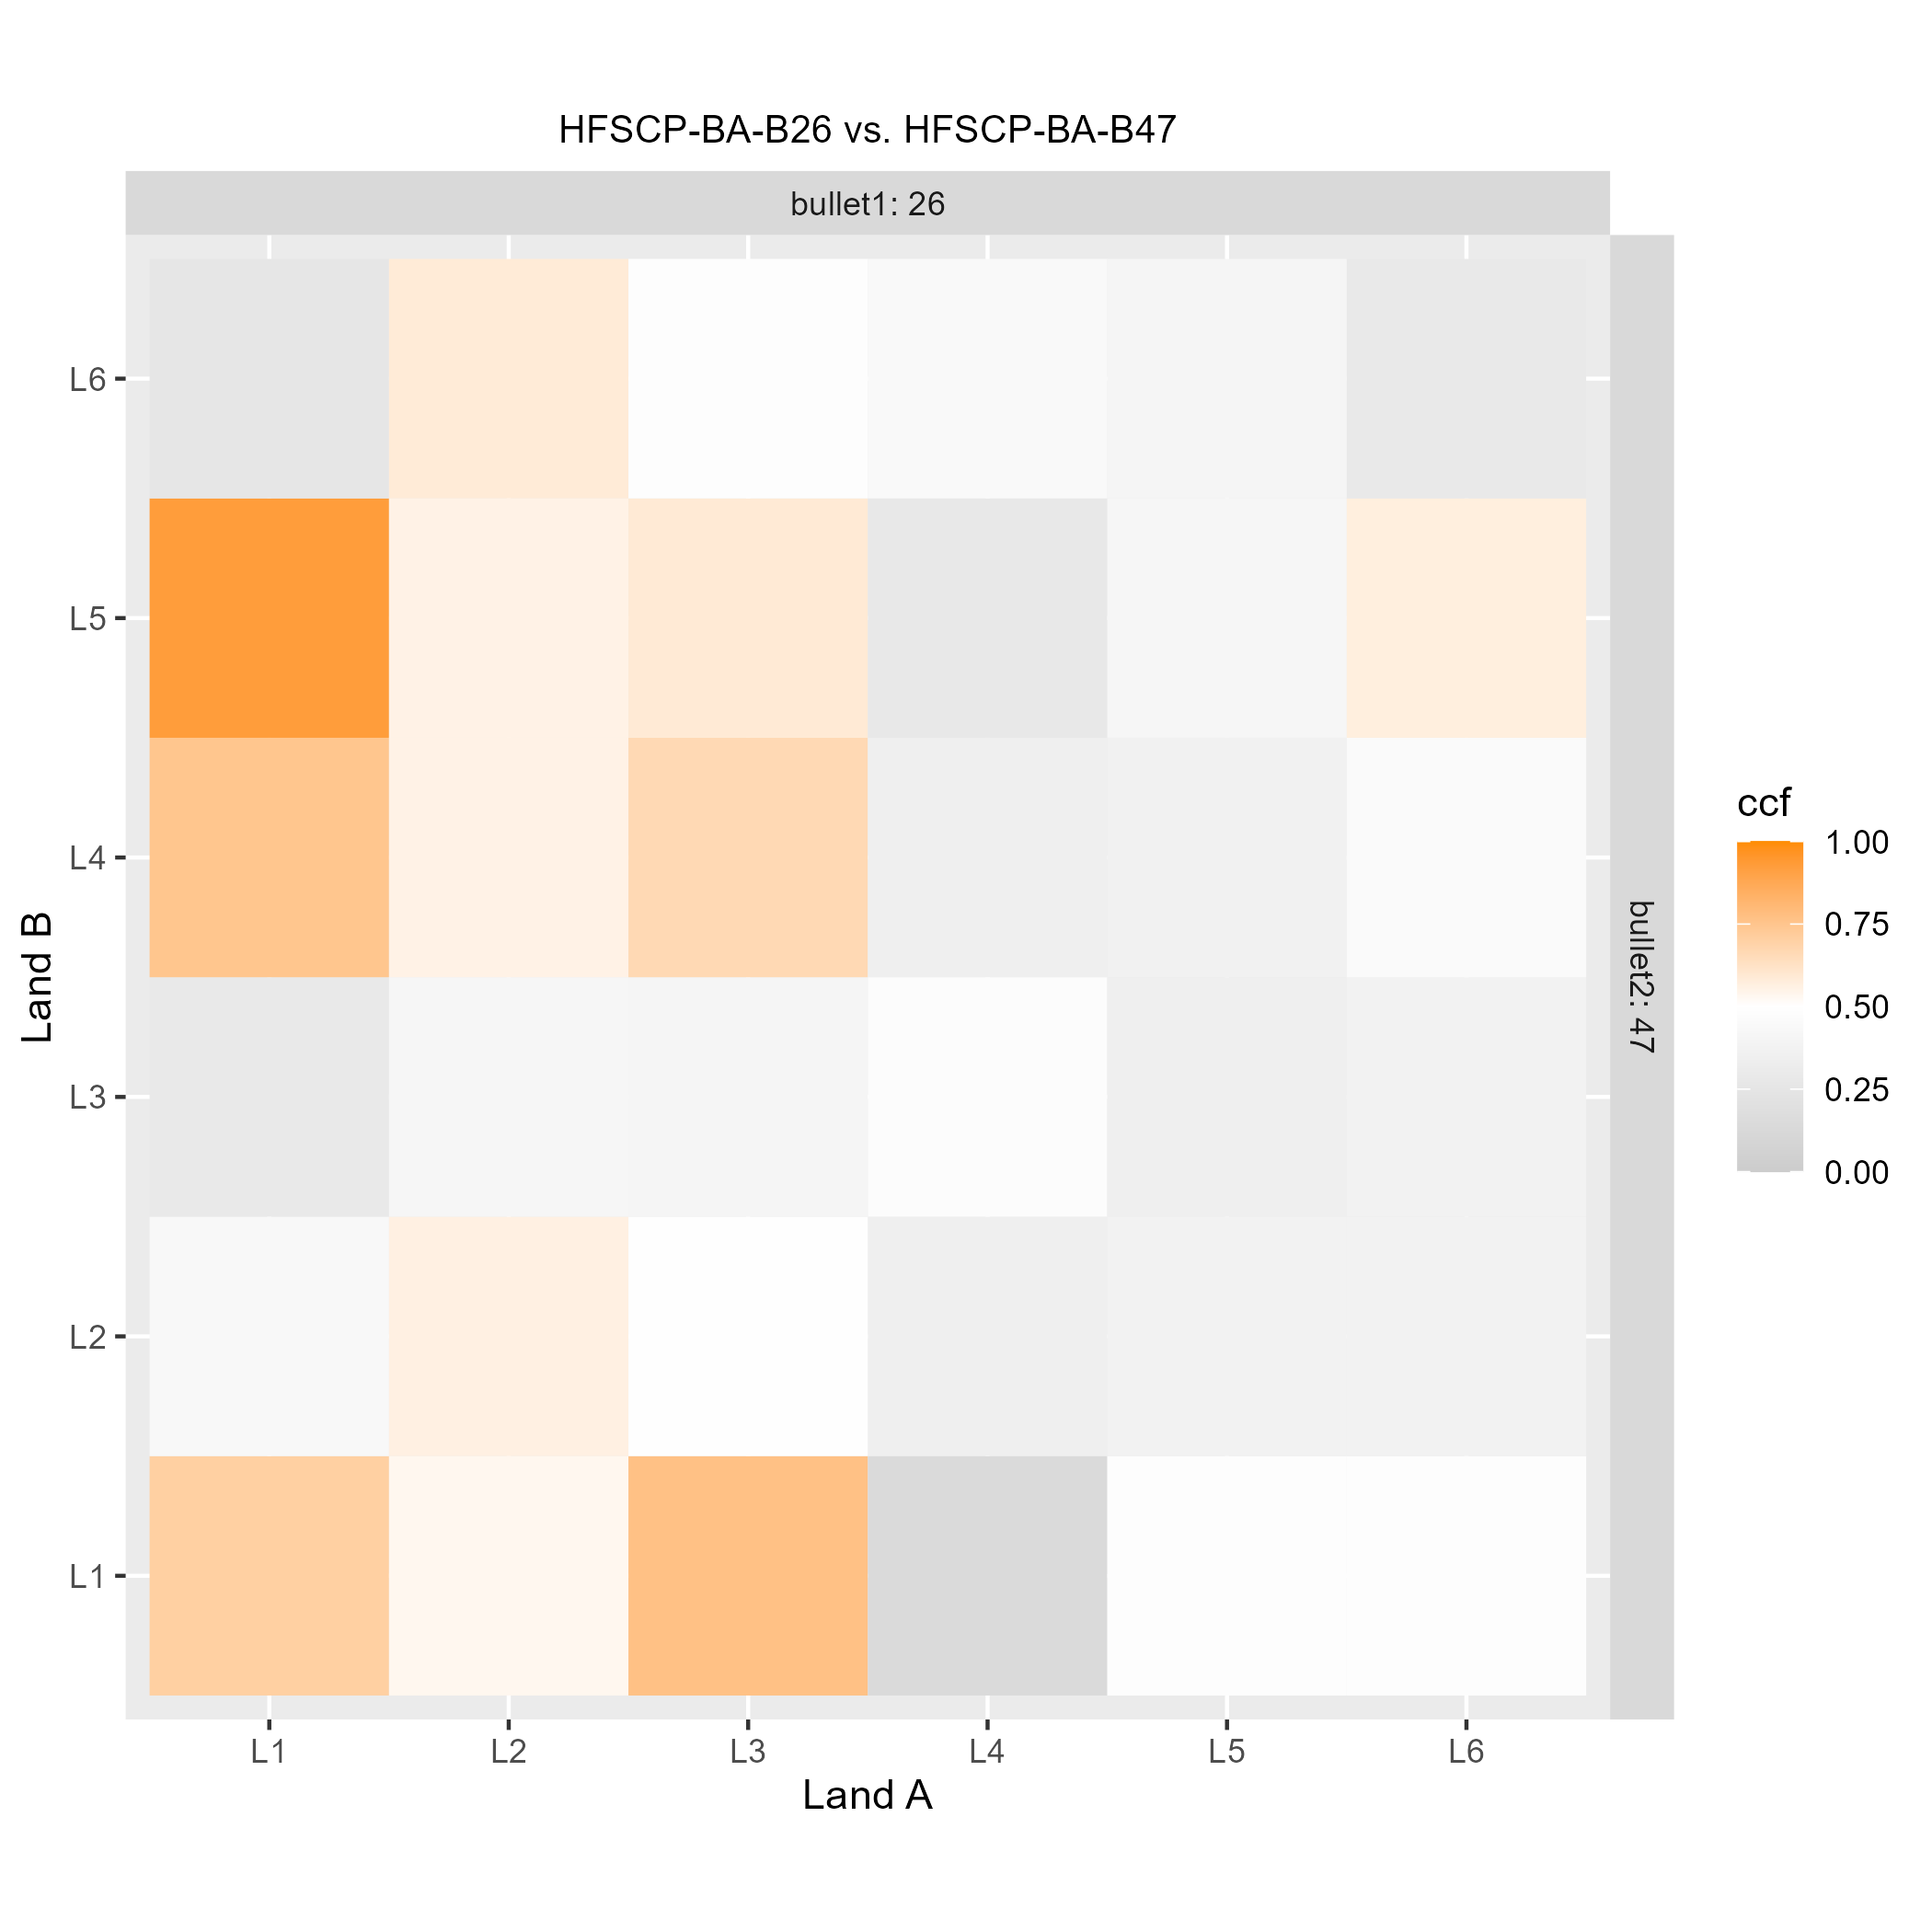 HFSCP-BA-B26 vs. HFSCP-BA-B47
bullet1: 26
L6
L5
L4
L3
L2
L1
Land B
bullet2: 47
L1 L2 L3 L4 L5 L6
Land A
ccf
1.00
0.75
0.50
0.25
0.00